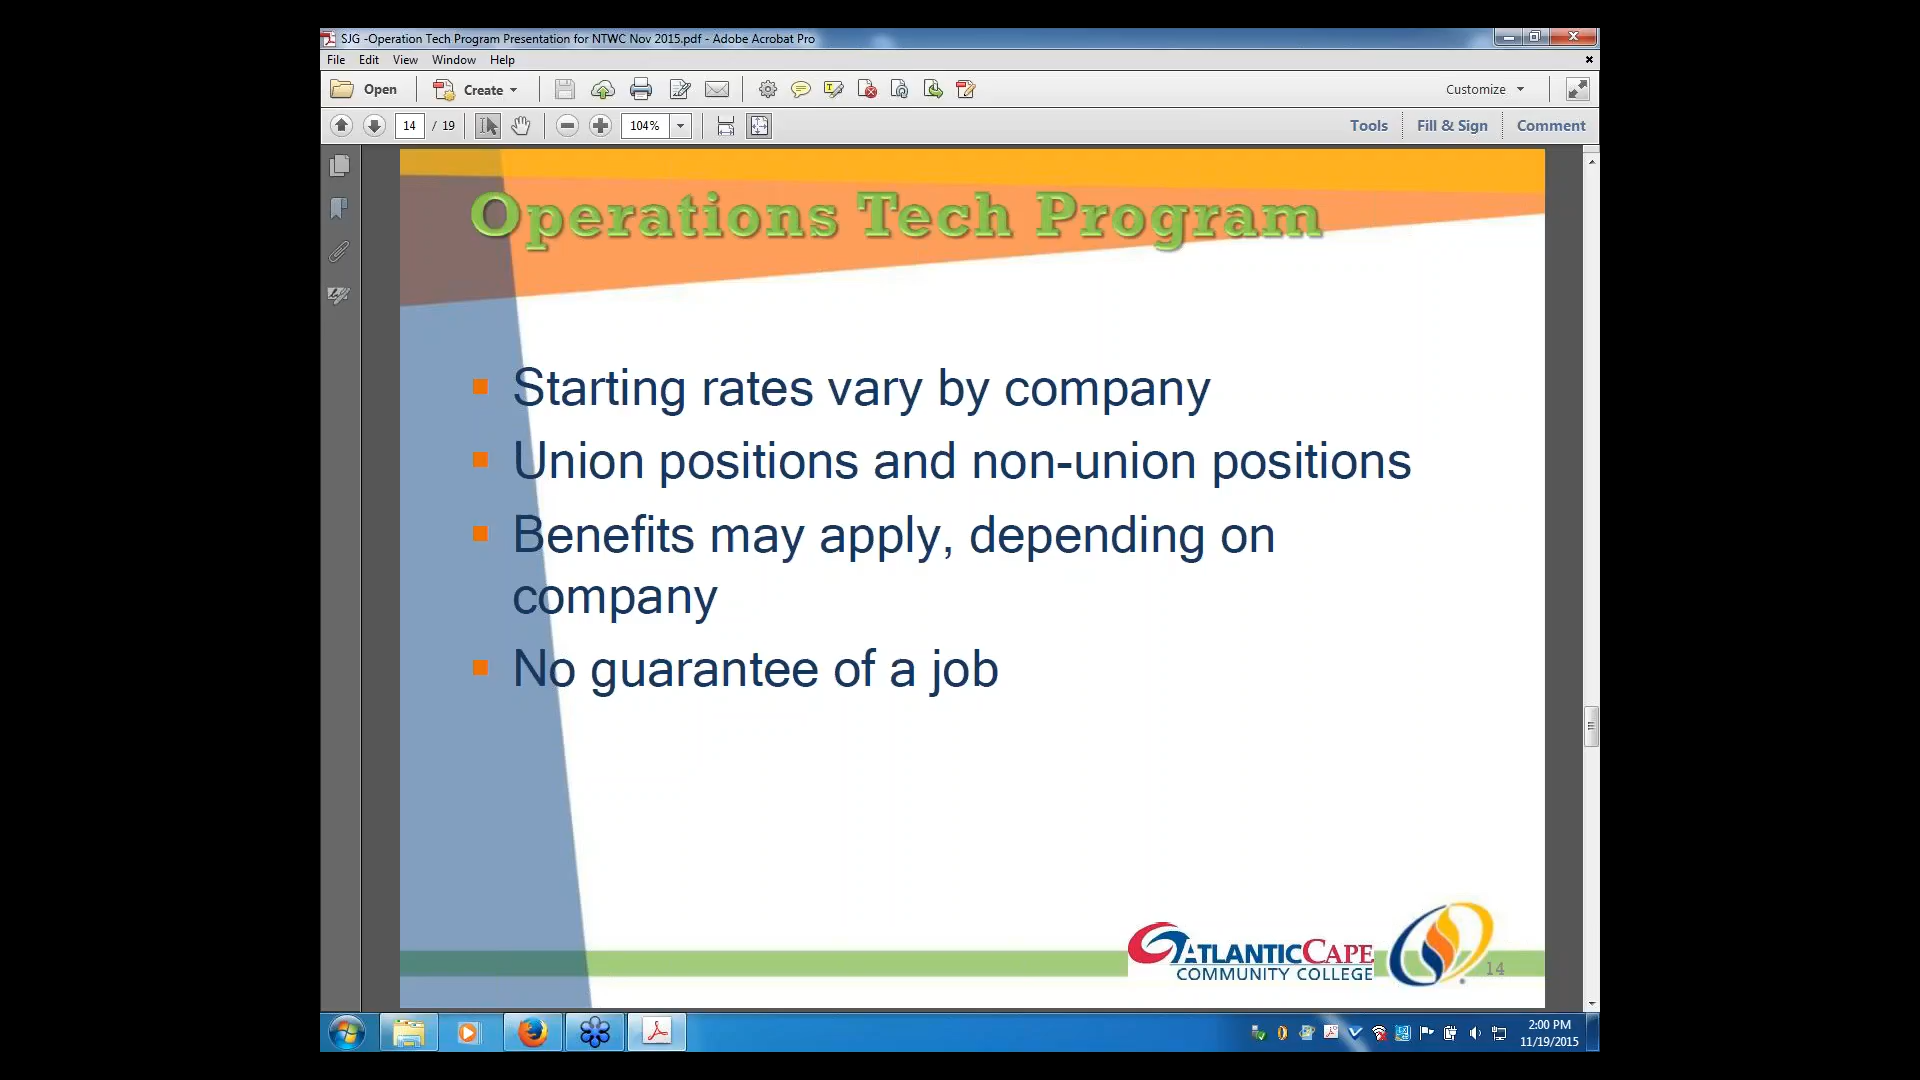 SJG -Operation Tech Program Presentation for NTWC Nov 2015.pdf - Adobe Acrobat Pro
File Edit View Window Help
Open Create Customize
14 / 19 104% Tools Fill & Sign Comment
Operations Tech Program
Starting rates vary by company
Union positions and non-union positions
Benefits may apply, depending on
company
No guarantee of a job
ATLANTICCAPE
COMMUNITY COLLEGE
14
2:00 PM
11/19/2015